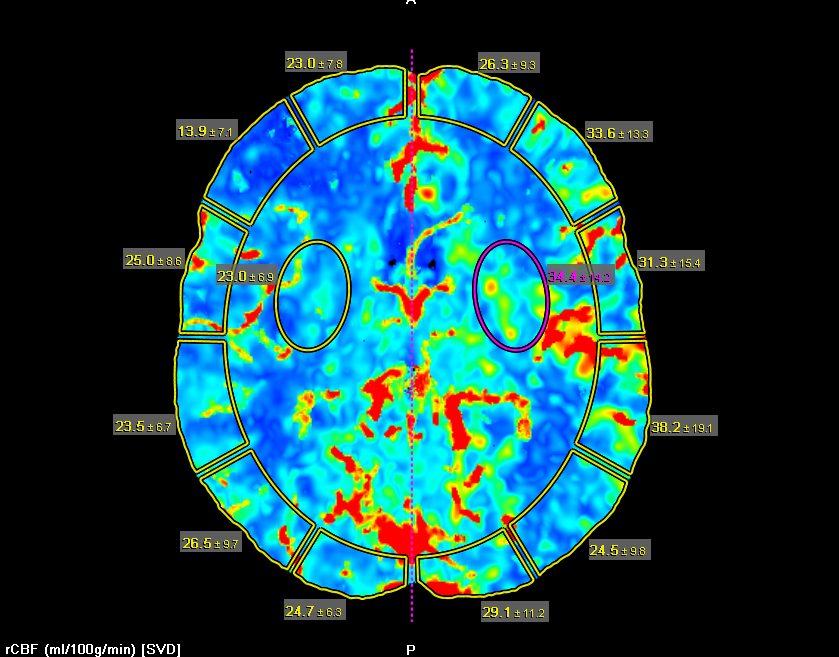 A
23.0 ± 7.8
26.3 ± 9.3
13.9 ± 7.1
33.6 ± 13.3
25.0 ± 8.6
31.3 ± 15.4
23.0 ± 6.9
34.4 ± 14.2
23.5 ± 6.7
38.2 ± 19.1
26.5 ± 9.7
24.5 ± 9.8
24.7 ± 6.3
29.1 ± 11.2
rCBF (ml/100g/min) [SVD]
P